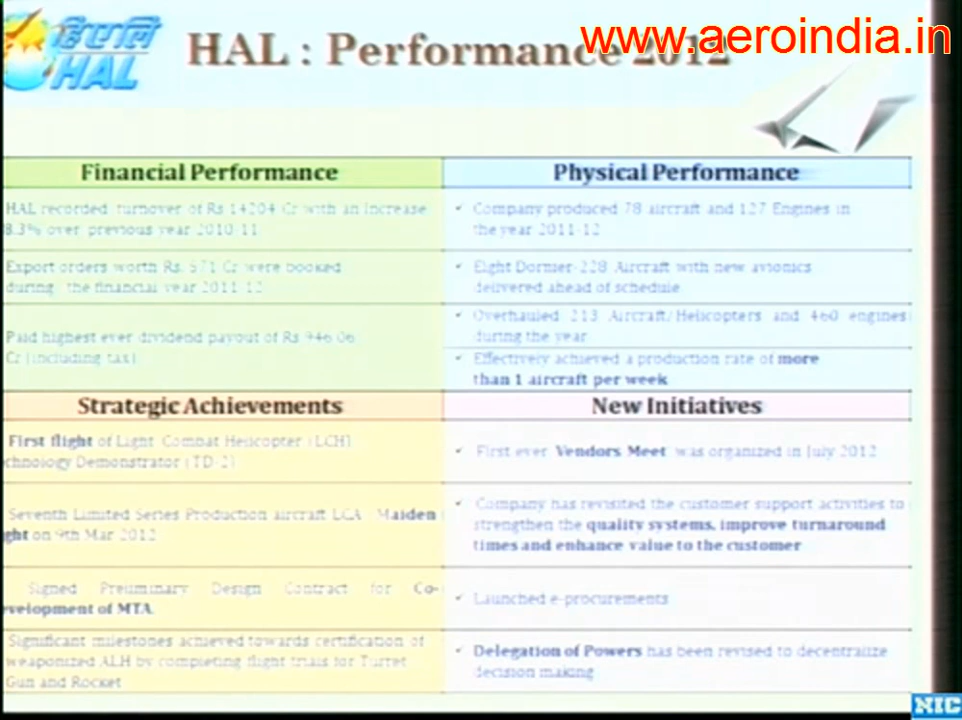 www.aeroindia.in
हिएलि
HAL
HAL : Performance 2012
Financial Performance
HAL recorded turnover of Rs 14204 Cr with an increase
8.3% over previous year 2010-11
Export orders worth Rs. 571 Cr were booked
during the financial year 2011-12
Paid highest ever dividend payout of Rs 946.06
Cr (including tax)
Physical Performance
✓ Company produced 78 aircraft and 127 Engines in
the year 2011-12
✓ Eight Dornier-228 Aircraft with new avionics
delivered ahead of schedule
✓ Overhauled 213 Aircraft/Helicopters and 460 engines
during the year
✓ Effectively achieved a production rate of more
than 1 aircraft per week
Strategic Achievements
First flight of Light Combat Helicopter (LCH)
chnology Demonstrator (TD-2)
Seventh Limited Series Production aircraft LCA Maiden
ght on 9th Mar 2012
Signed Preliminary Design Contract for Co-
velopment of MTA.
Significant milestones achieved towards certification of
weaponized ALH by completing flight trials for Turret
Gun and Rocket
New Initiatives
✓ First ever Vendors Meet was organized in July 2012
✓ Company has revisited the customer support activities to
strengthen the quality systems, improve turnaround
times and enhance value to the customer
✓ Launched e-procurements
✓ Delegation of Powers has been revised to decentralize
decision making
NIC